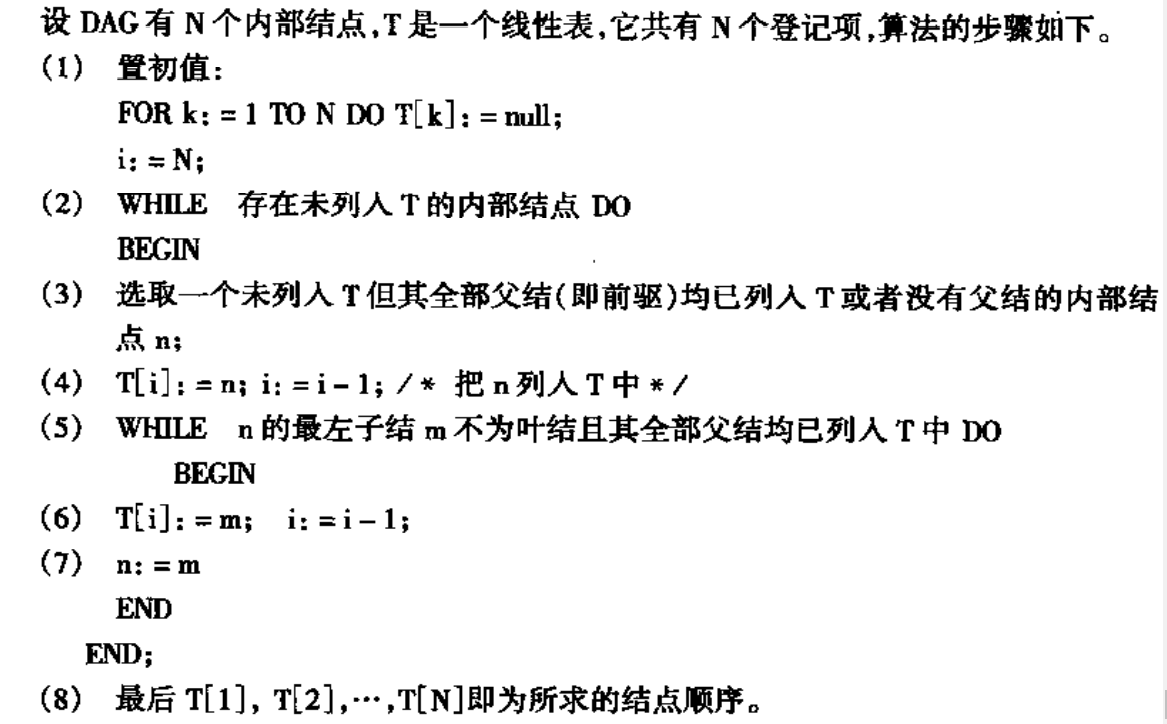 设 DAG 有 N 个内部结点,T 是一个线性表,它共有 N 个登记项,算法的步骤如下。
(1) 置初值:
FOR k: = 1 TO N DO T[k]: = null;
i: = N;
(2) WHILE 存在未列入 T 的内部结点 DO
BEGIN
(3) 选取一个未列入 T 但其全部父结(即前驱)均已列入 T 或者没有父结的内部结
点 n;
(4) T[i]: = n; i: = i - 1; / * 把 n 列入 T 中 * /
(5) WHILE n 的最左子结 m 不为叶结且其全部父结均已列入 T 中 DO
BEGIN
(6) T[i]: = m; i: = i - 1;
(7) n: = m
END
END;
(8) 最后 T[1], T[2],…,T[N]即为所求的结点顺序。